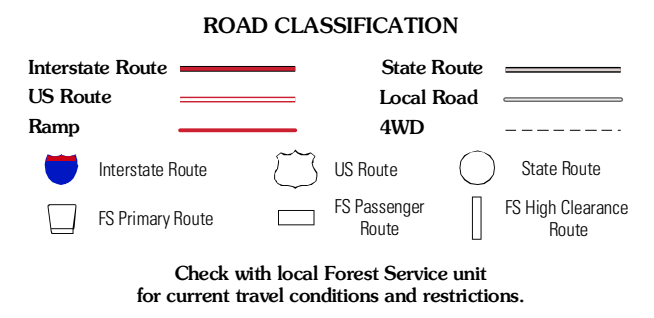 ROAD CLASSIFICATION
Interstate Route
State Route
US Route
Local Road
Ramp
4WD
Interstate Route
US Route
State Route
FS Primary Route
FS Passenger
Route
FS High Clearance
Route
Check with local Forest Service unit
for current travel conditions and restrictions.